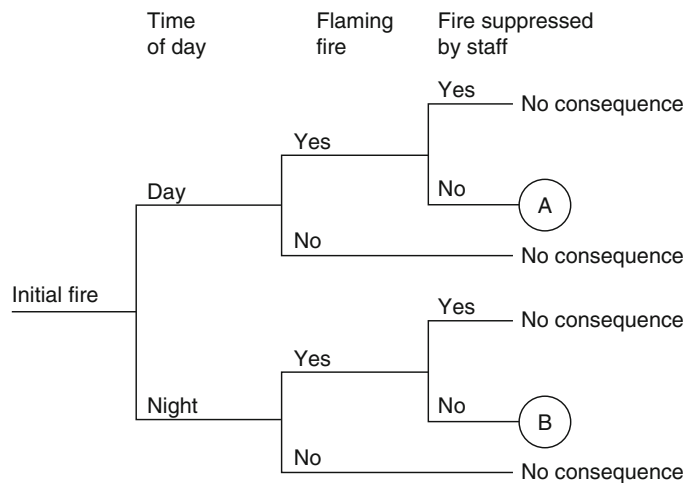 Time
of day
Flaming
fire
Fire suppressed
by staff
Yes
No consequence
Yes
No
A
Day
No
No consequence
Initial fire
Yes
No consequence
Yes
No
B
Night
No
No consequence